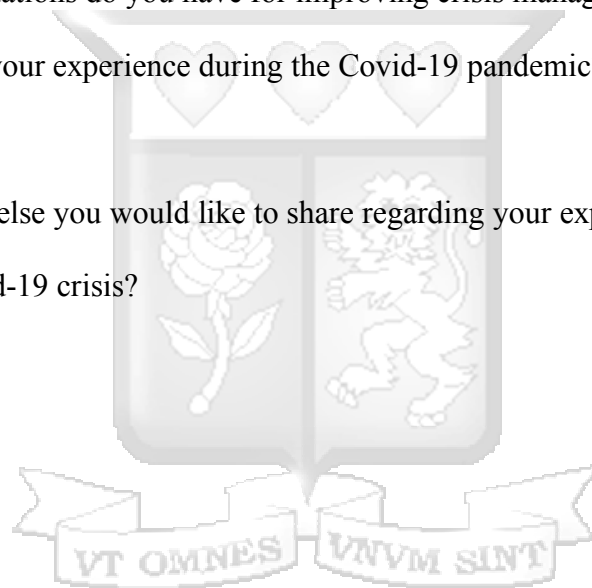 ations do you have for improving crisis manag
your experience during the Covid-19 pandemic
else you would like to share regarding your exp
d-19 crisis?
VT OMNES VNVM SINT